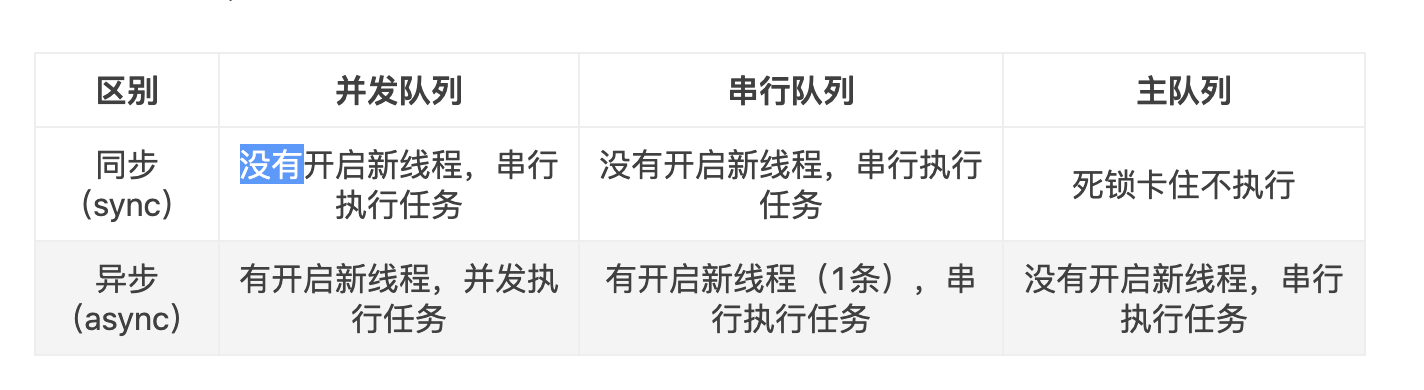 区别
并发队列
串行队列
主队列
同步
（sync）
没有开启新线程，串行
执行任务
没有开启新线程，串行执行
任务
死锁卡住不执行
异步
（async）
有开启新线程，并发执
行任务
有开启新线程（1条），串
行执行任务
没有开启新线程，串行
执行任务